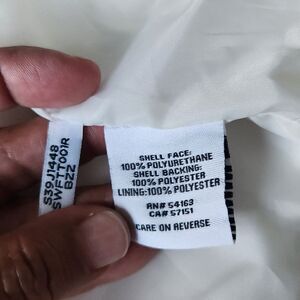 S39J1448
SWFTT001R
BZZ
SHELL FACE:
100% POLYURETHANE
SHELL BACKING:
100% POLYESTER
LINING:100% POLYESTER
RN# 54163
CA# 57151
CARE ON REVERSE